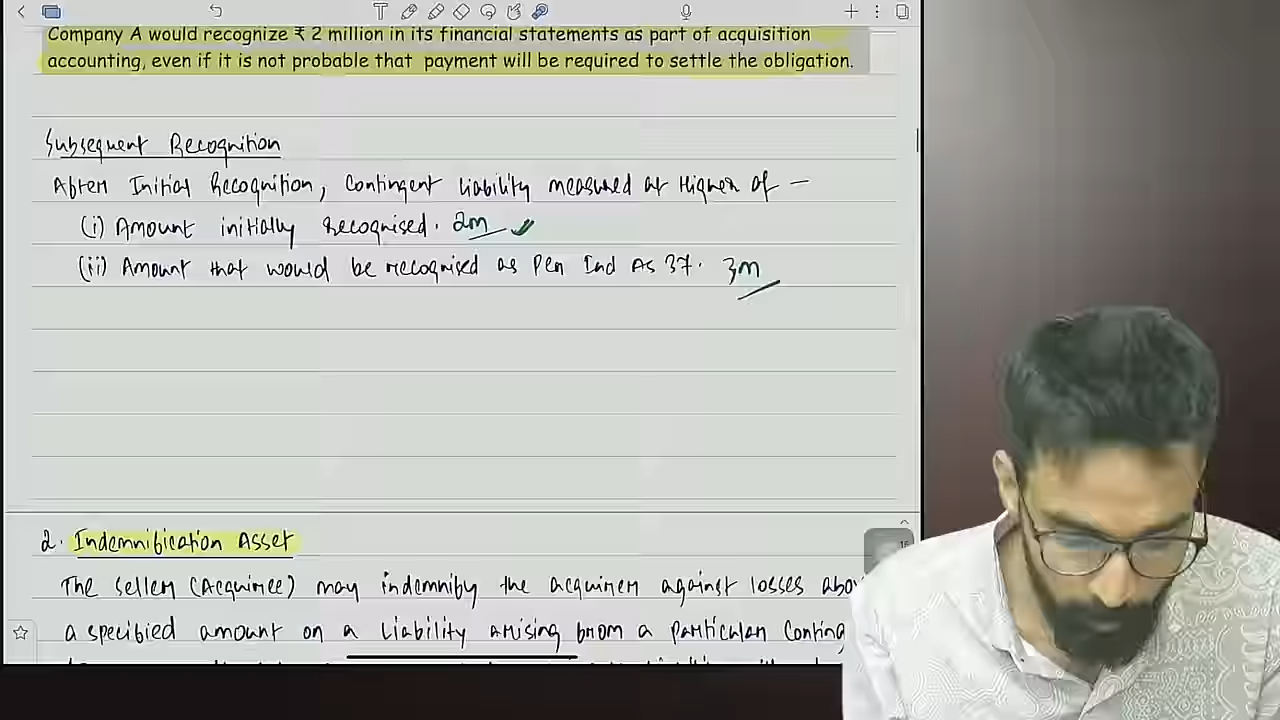 Company A would recognize ₹ 2 million in its financial statements as part of acquisition
accounting, even if it is not probable that payment will be required to settle the obligation.
Subsequent Recognition
After Initial Recognition, Contingent liability measured at Higher of —
(i) Amount initially recognised. 2m ✓
(ii) Amount that would be recognised as Per Ind As 37. 3m
2. Indemnification Asset
The seller (Acquiree) may indemnify the acquirer against losses abov
a specified amount on a liability arising from a particular Conting